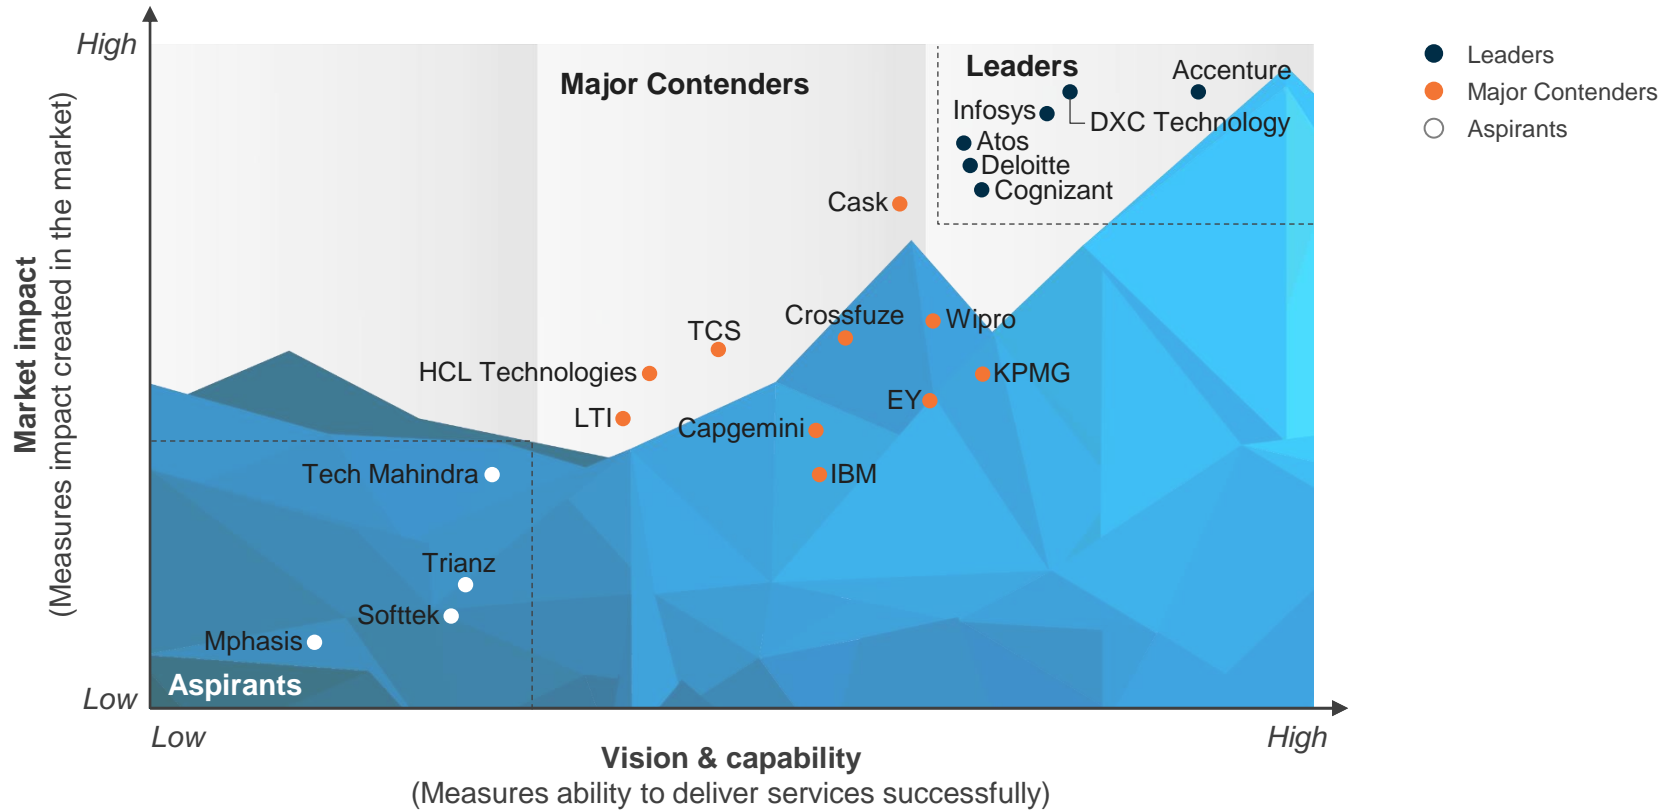 High
Major Contenders
Leaders
Accenture
Infosys
DXC Technology
Atos
Deloitte
Cognizant
Cask
Crossfuze
Wipro
TCS
HCL Technologies
KPMG
EY
LTI
Capgemini
Tech Mahindra
IBM
Trianz
Softtek
Mphasis
Aspirants
Low
Low
High
Market impact
(Measures impact created in the market)
Vision & capability
(Measures ability to deliver services successfully)
Leaders
Major Contenders
Aspirants